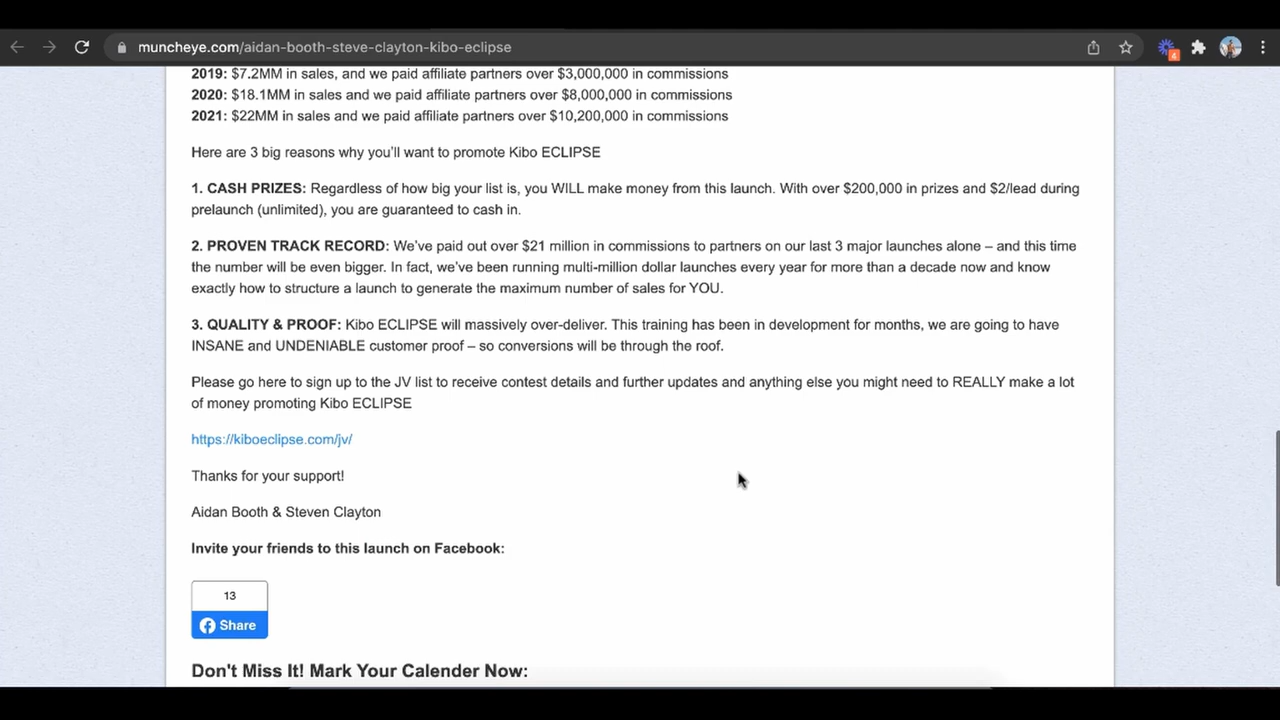 muncheye.com/aidan-booth-steve-clayton-kibo-eclipse
4
2019: $7.2MM in sales, and we paid affiliate partners over $3,000,000 in commissions
2020: $18.1MM in sales and we paid affiliate partners over $8,000,000 in commissions
2021: $22MM in sales and we paid affiliate partners over $10,200,000 in commissions
Here are 3 big reasons why you'll want to promote Kibo ECLIPSE
1. CASH PRIZES: Regardless of how big your list is, you WILL make money from this launch. With over $200,000 in prizes and $2/lead during
prelaunch (unlimited), you are guaranteed to cash in.
2. PROVEN TRACK RECORD: We've paid out over $21 million in commissions to partners on our last 3 major launches alone – and this time
the number will be even bigger. In fact, we've been running multi-million dollar launches every year for more than a decade now and know
exactly how to structure a launch to generate the maximum number of sales for YOU.
3. QUALITY & PROOF: Kibo ECLIPSE will massively over-deliver. This training has been in development for months, we are going to have
INSANE and UNDENIABLE customer proof – so conversions will be through the roof.
Please go here to sign up to the JV list to receive contest details and further updates and anything else you might need to REALLY make a lot
of money promoting Kibo ECLIPSE
https://kiboeclipse.com/jv/
Thanks for your support!
Aidan Booth & Steven Clayton
Invite your friends to this launch on Facebook:
13
Share
Don't Miss It! Mark Your Calender Now: